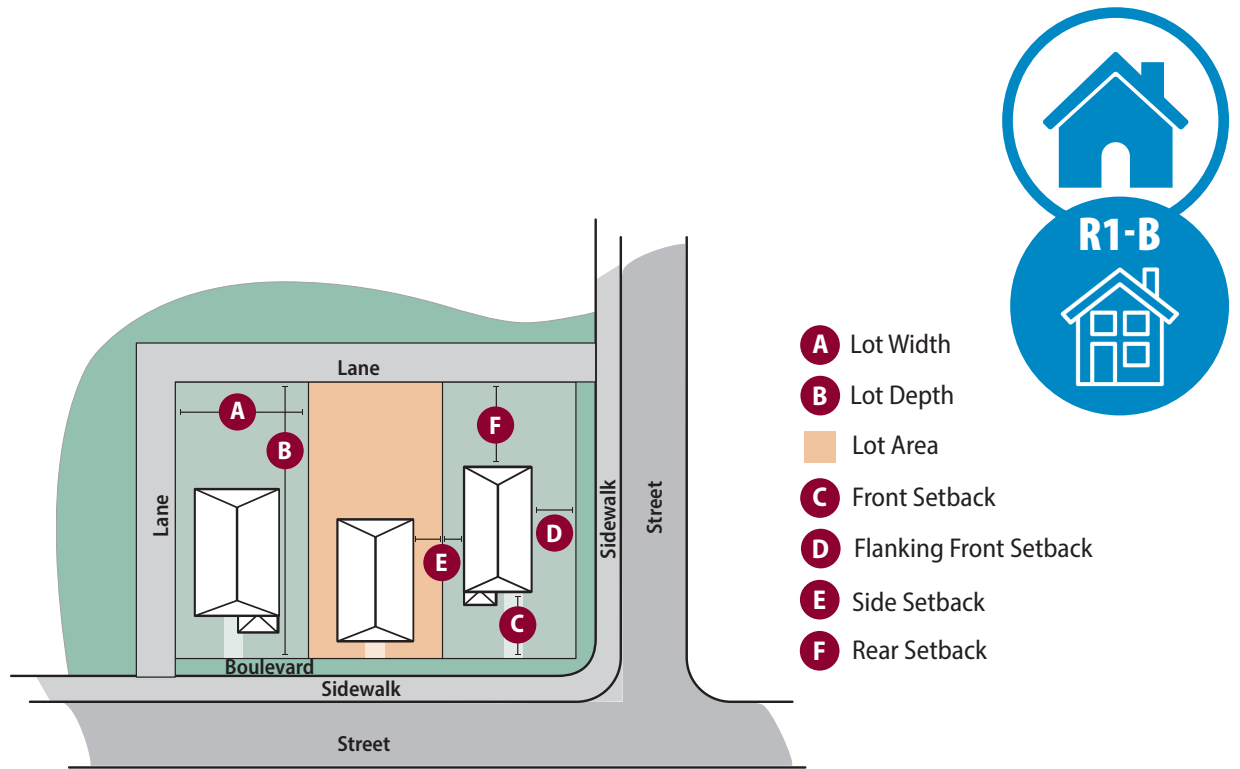 R1-B
A Lot Width
B Lot Depth
Lot Area
C Front Setback
D Flanking Front Setback
E Side Setback
F Rear Setback
Lane
A
F
B
Lane
Sidewalk
Street
D
E
C
Boulevard
Sidewalk
Street